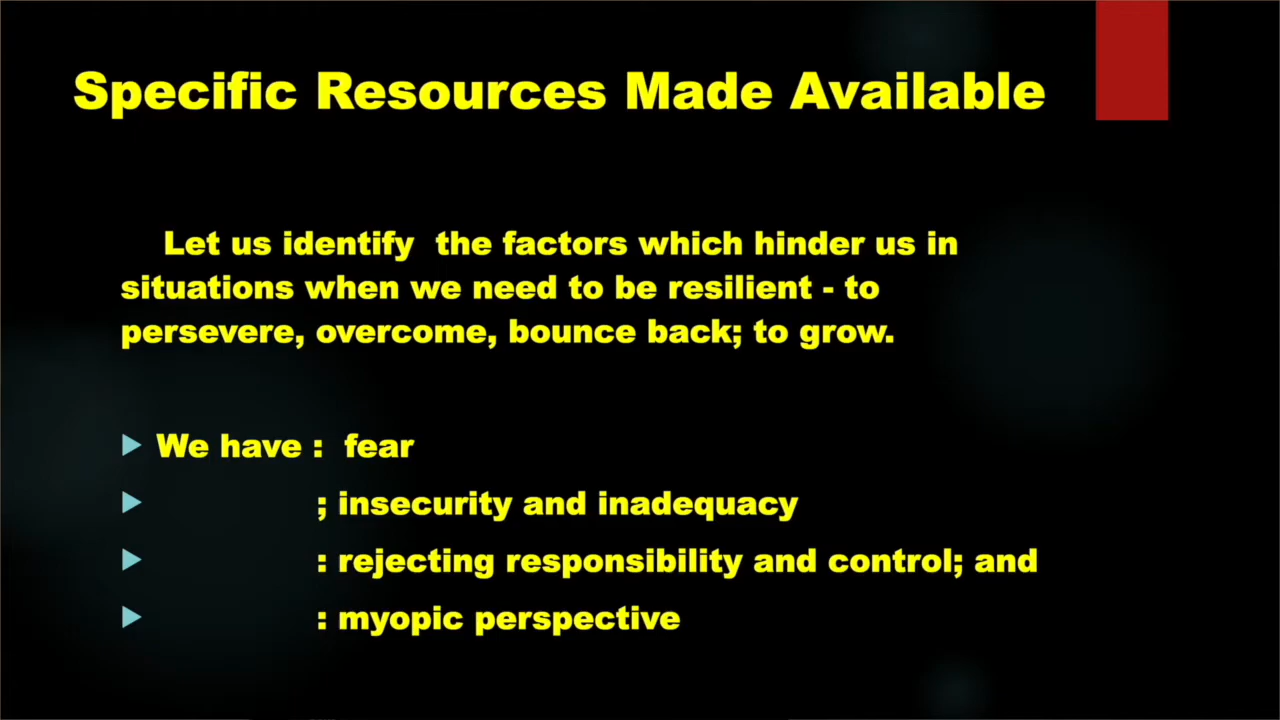 Specific Resources Made Available
Let us identify the factors which hinder us in
situations when we need to be resilient - to
persevere, overcome, bounce back; to grow.
We have : fear
; insecurity and inadequacy
: rejecting responsibility and control; and
: myopic perspective